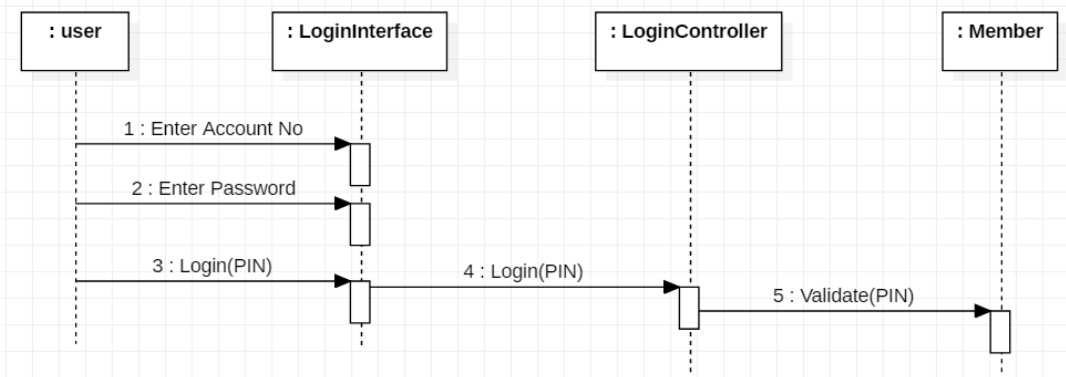 : user
: LoginInterface
: LoginController
: Member
1 : Enter Account No
2 : Enter Password
3 : Login(PIN)
4 : Login(PIN)
5 : Validate(PIN)